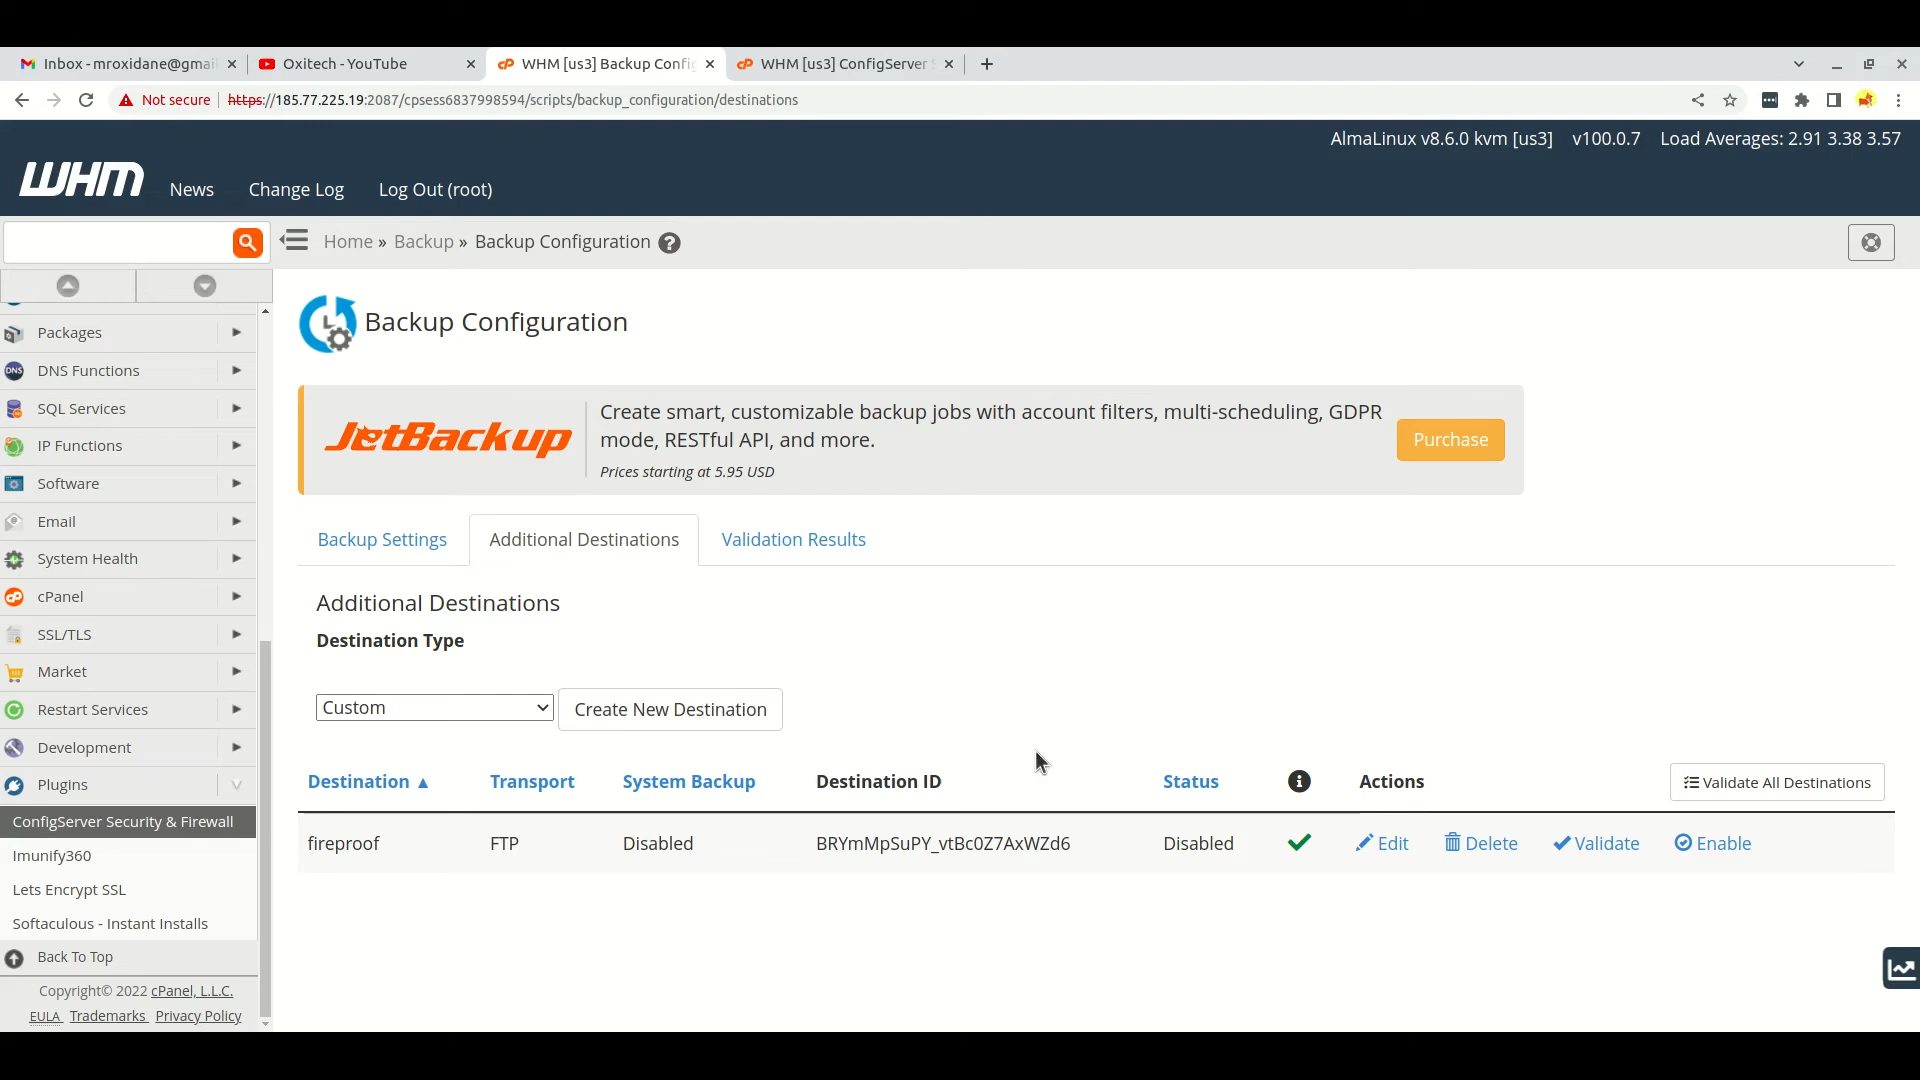 Inbox - mroxidane@gmai
Oxitech - YouTube
WHM [us3] Backup Config
WHM [us3] ConfigServer S
Not secure
https://185.77.225.19:2087/cpsess6837998594/scripts/backup_configuration/destinations
AlmaLinux v8.6.0 kvm [us3] v100.0.7 Load Averages: 2.91 3.38 3.57
WHM News Change Log Log Out (root)
Home » Backup » Backup Configuration
Packages
DNS Functions
SQL Services
IP Functions
Software
Email
System Health
cPanel
SSL/TLS
Market
Restart Services
Development
Plugins
ConfigServer Security & Firewall
Imunify360
Lets Encrypt SSL
Softaculous - Instant Installs
Back To Top
Copyright© 2022 cPanel, L.L.C.
EULA Trademarks Privacy Policy
Backup Configuration
JetBackup
Create smart, customizable backup jobs with account filters, multi-scheduling, GDPR
mode, RESTful API, and more.
Prices starting at 5.95 USD
Purchase
Backup Settings Additional Destinations Validation Results
Additional Destinations
Destination Type
Custom Create New Destination
Destination ▲ Transport System Backup Destination ID Status Actions Validate All Destinations
fireproof FTP Disabled BRYmMpSuPY_vtBc0Z7AxWZd6 Disabled Edit Delete Validate Enable